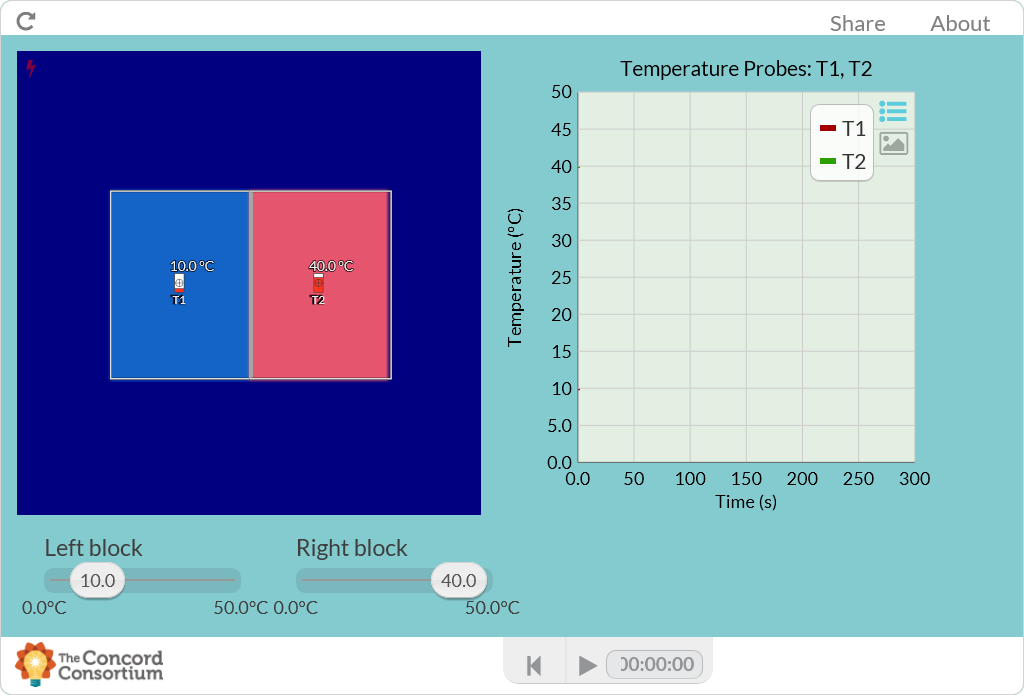 Share About
Temperature Probes: T1, T2
50
45
40
35
30
25
20
15
10
5.0
0.0
Temperature (°C)
T1
T2
0.0 50 100 150 200 250 300
Time (s)
10.0 °C
T1
40.0 °C
T2
Left block
10.0
0.0°C 50.0°C
Right block
40.0
0.0°C 50.0°C
The Concord
Consortium
00:00:00